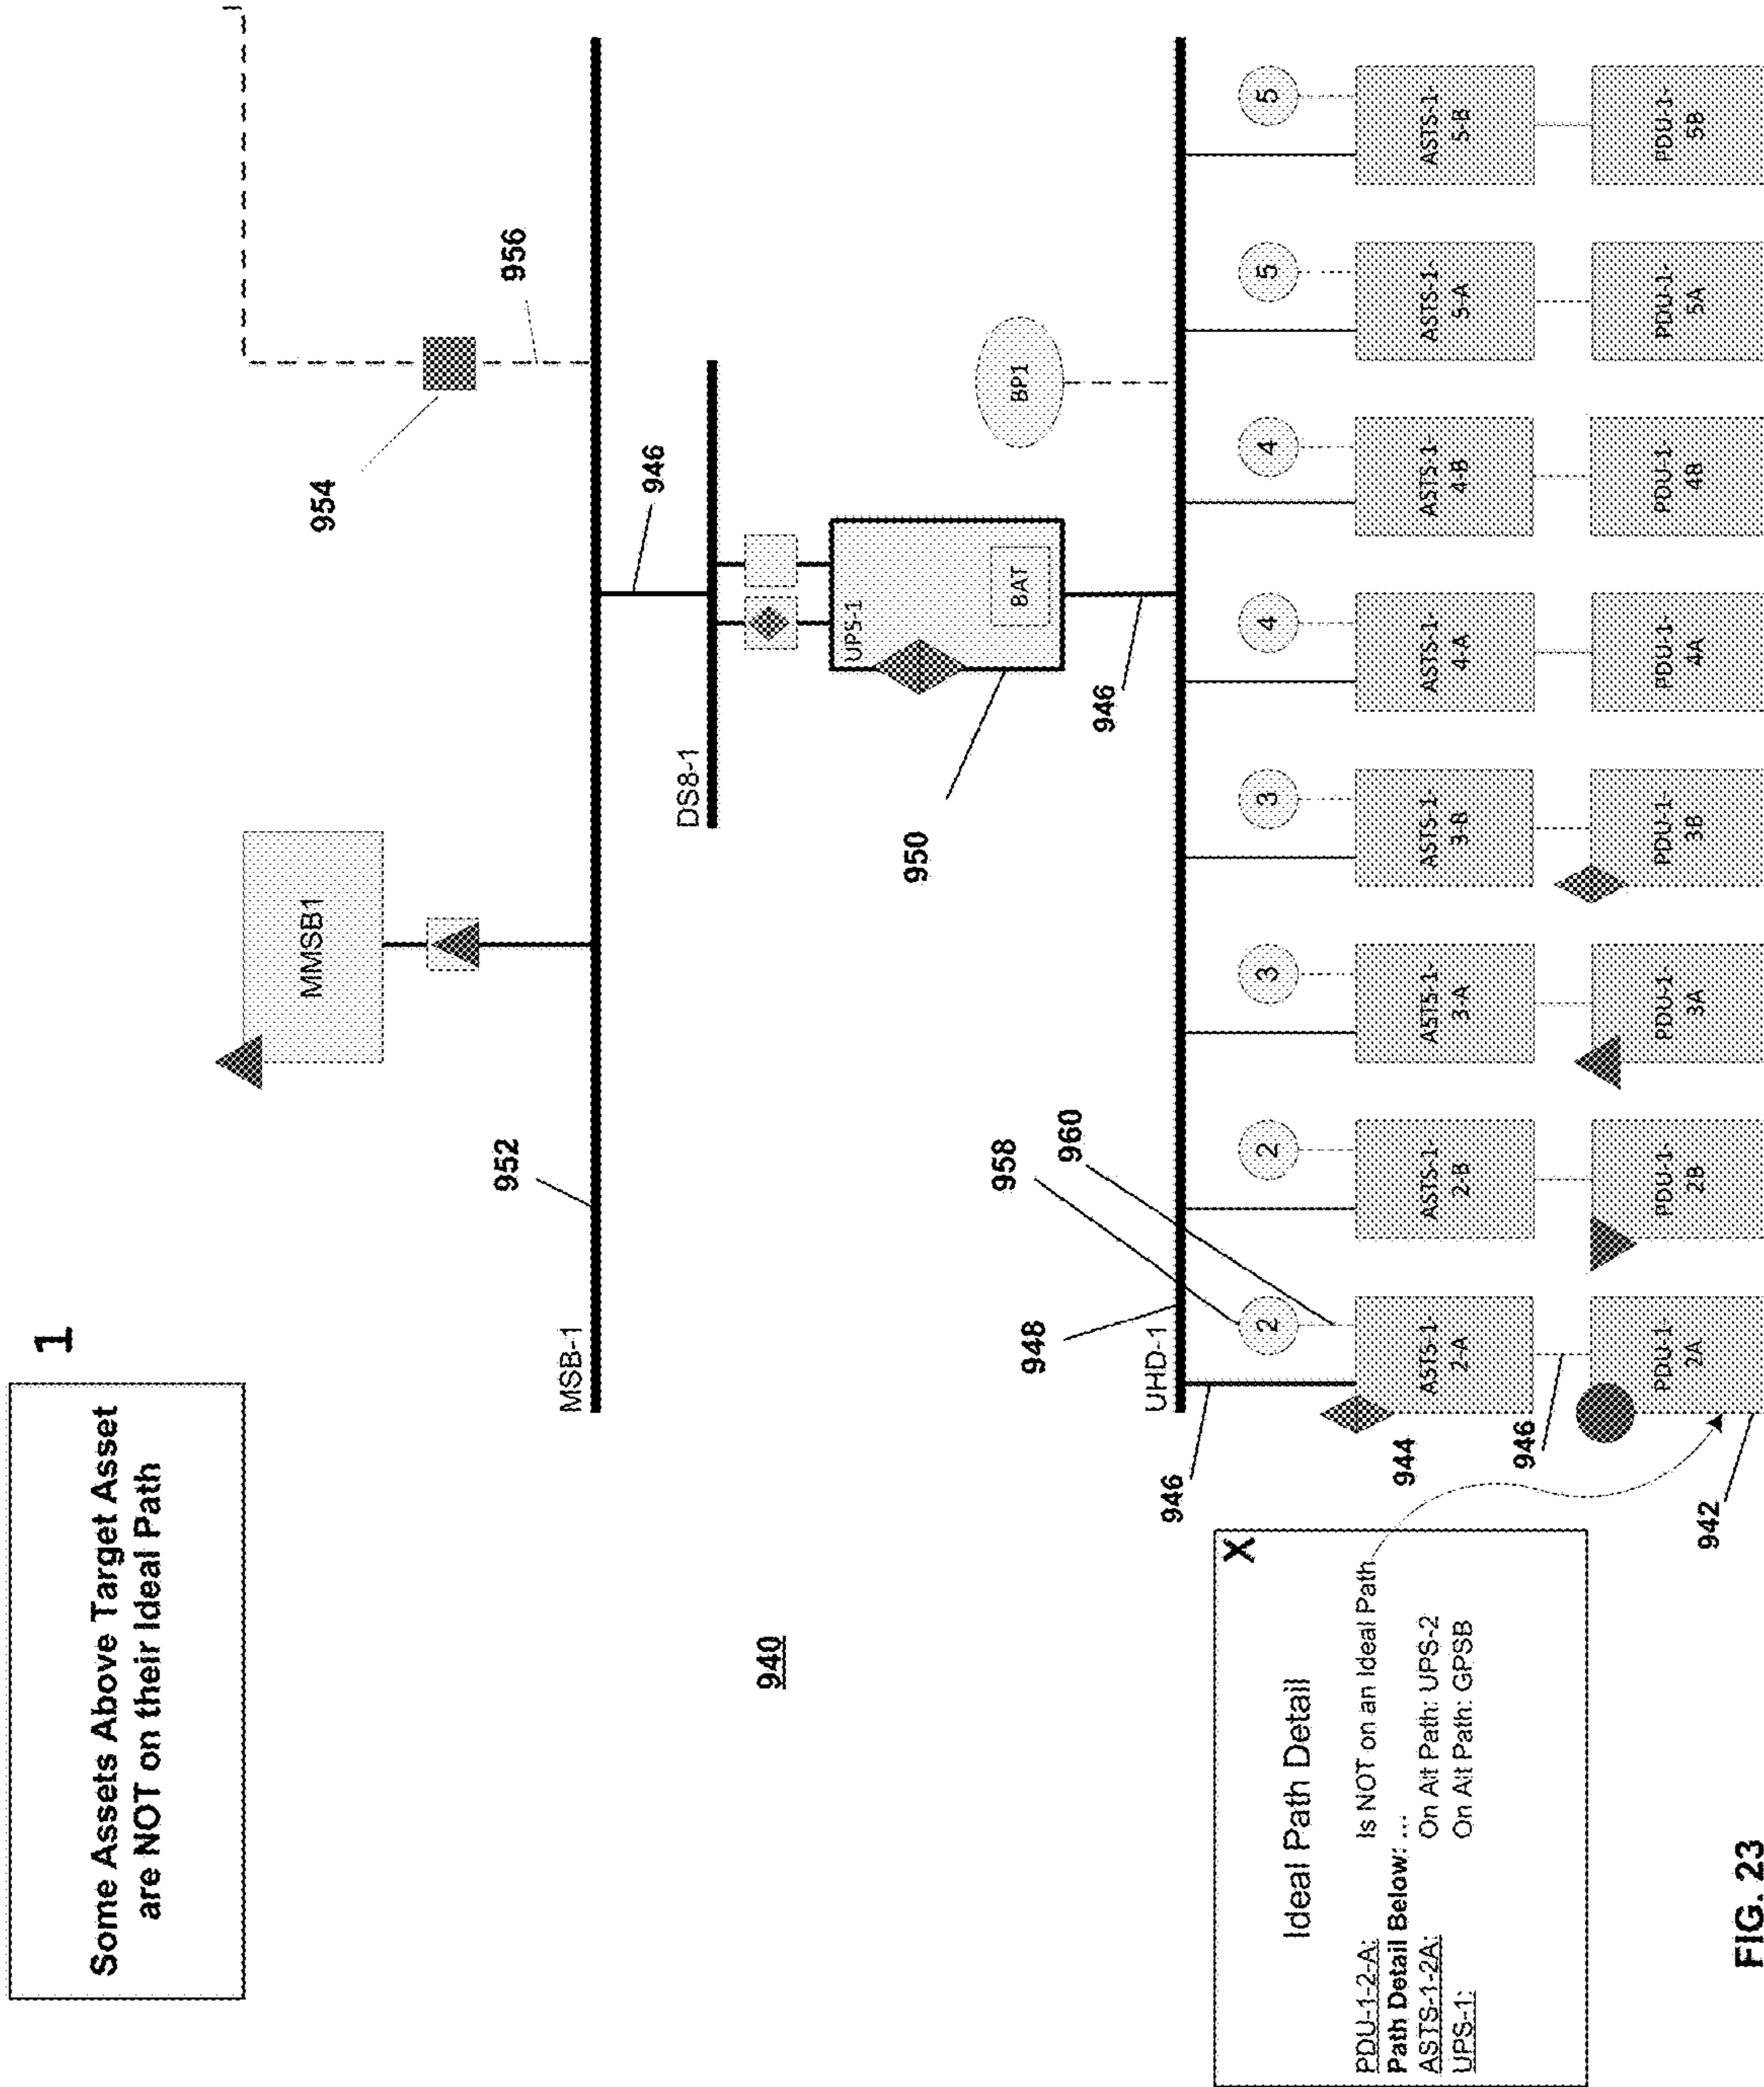 Some Assets Above Target Asset
are NOT on their Ideal Path
1
MMSB1
954
956
952
MSB-1
946
DS8-1
UPS-1
BAT
950
946
BP1
940
958
960
948
UHD-1
2
2
3
3
4
4
5
5
946
944
ASTS-1-
2-A
ASTS-1-
2-B
ASTS-1-
3-A
ASTS-1-
3-B
ASTS-1-
4-A
ASTS-1-
4-B
ASTS-1-
5-A
ASTS-1-
5-B
946
PDU-1-
2A
PDU-1-
2B
PDU-1-
3A
PDU-1-
3B
PDU-1-
4A
PDU-1-
4B
PDU-1-
5A
PDU-1-
5B
942
X
Ideal Path Detail
PDU-1-2-A: Is NOT on an Ideal Path
Path Detail Below: ...
ASTS-1-2A: On Alt Path: UPS-2
UPS-1: On Alt Path: GPSB
FIG. 23